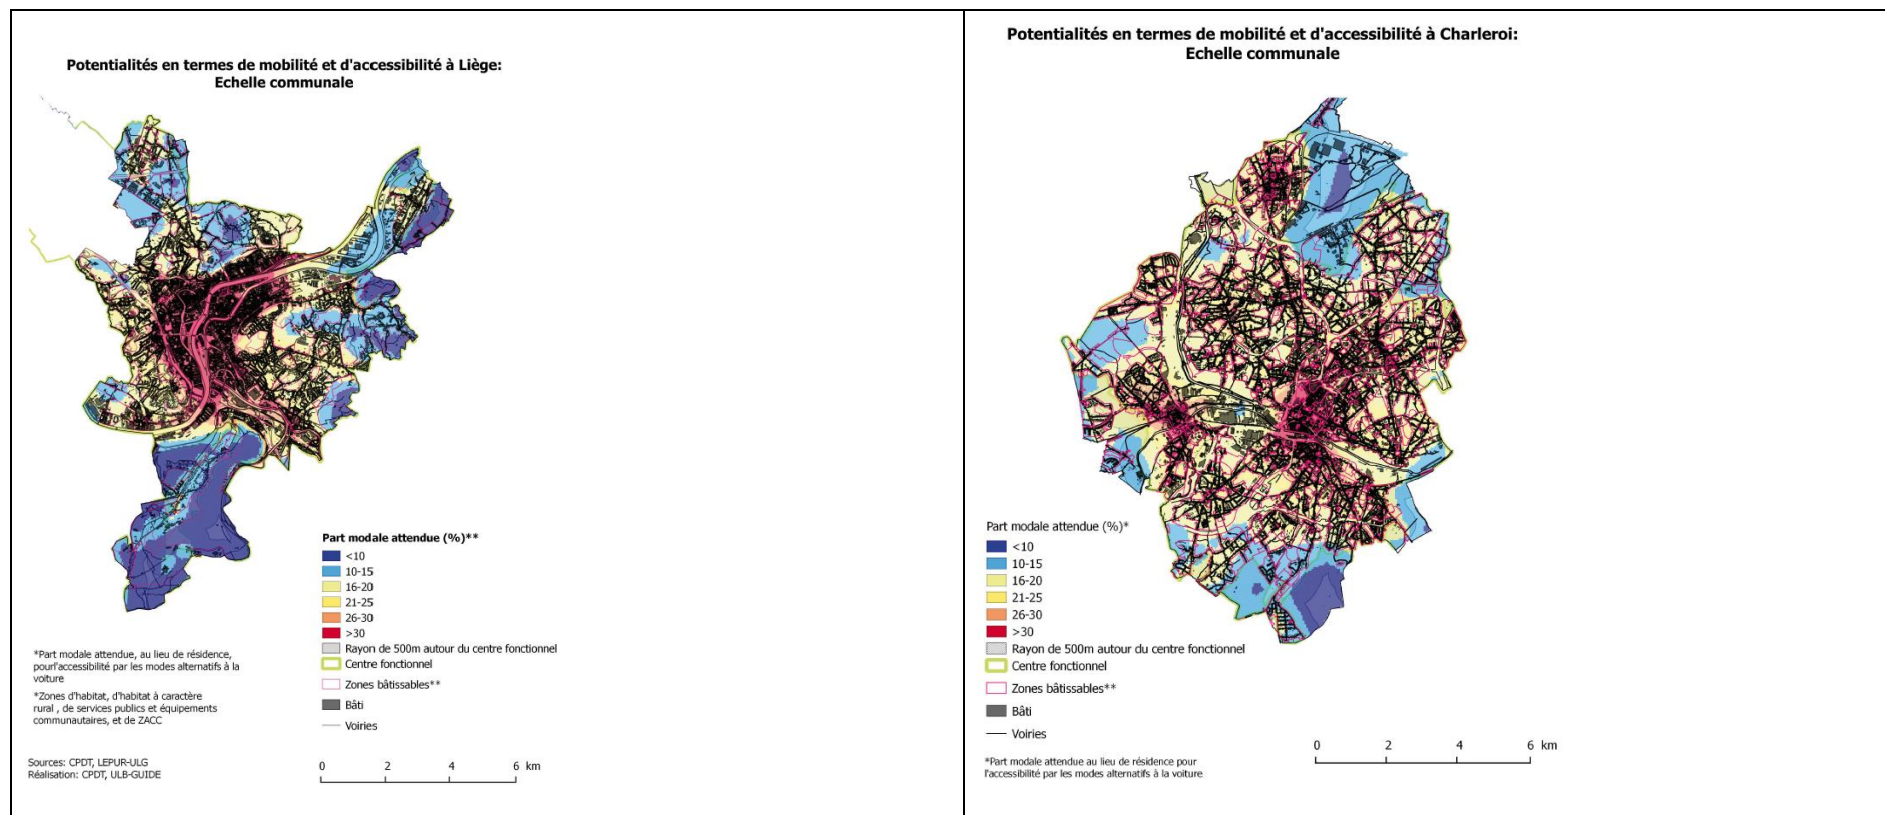 Potentialités en termes de mobilité et d'accessibilité à Liège:
Echelle communale
Part modale attendue (%)**
<10
10-15
16-20
21-25
26-30
>30
Rayon de 500m autour du centre fonctionnel
Centre fonctionnel
Zones bâtissables**
Bâti
Voiries
*Part modale attendue, au lieu de résidence,
pourl'accessibilité par les modes alternatifs à la
voiture
*Zones d'habitat, d'habitat à caractère
rural , de services publics et équipements
communautaires, et de ZACC
Sources: CPDT, LEPUR-ULG
Réalisation: CPDT, ULB-GUIDE
0 2 4 6 km
Potentialités en termes de mobilité et d'accessibilité à Charleroi:
Echelle communale
Part modale attendue (%)*
<10
10-15
16-20
21-25
26-30
>30
Rayon de 500m autour du centre fonctionnel
Centre fonctionnel
Zones bâtissables**
Bâti
Voiries
*Part modale attendue au lieu de résidence pour
l'accessibilité par les modes alternatifs à la voiture
0 2 4 6 km